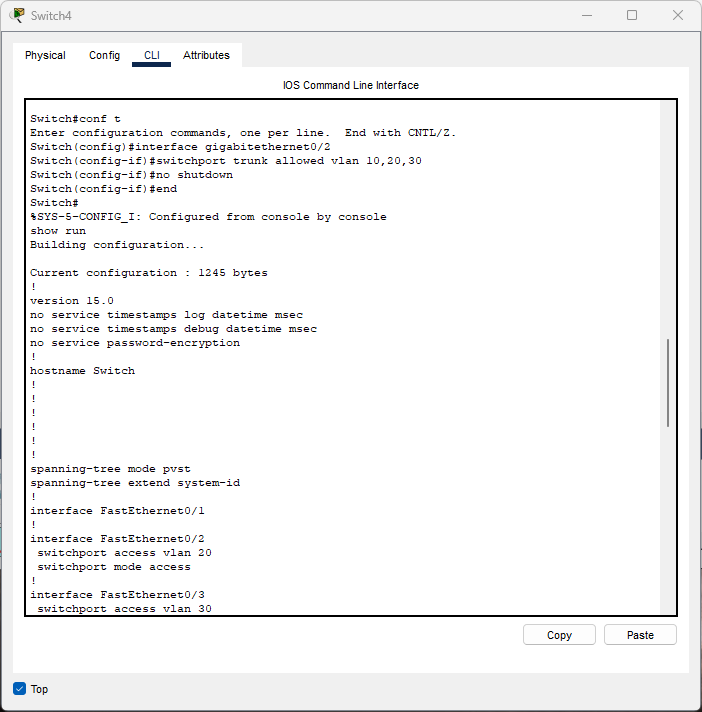 Switch4
Physical Config CLI Attributes
IOS Command Line Interface
Switch#conf t
Enter configuration commands, one per line.  End with CNTL/Z.
Switch(config)#interface gigabitethernet0/2
Switch(config-if)#switchport trunk allowed vlan 10,20,30
Switch(config-if)#no shutdown
Switch(config-if)#end
Switch#
%SYS-5-CONFIG_I: Configured from console by console
show run
Building configuration...
Current configuration : 1245 bytes
!
version 15.0
no service timestamps log datetime msec
no service timestamps debug datetime msec
no service password-encryption
!
hostname Switch
!
!
!
!
!
!
spanning-tree mode pvst
spanning-tree extend system-id
!
interface FastEthernet0/1
!
interface FastEthernet0/2
 switchport access vlan 20
 switchport mode access
!
interface FastEthernet0/3
 switchport access vlan 30
Copy Paste
Top